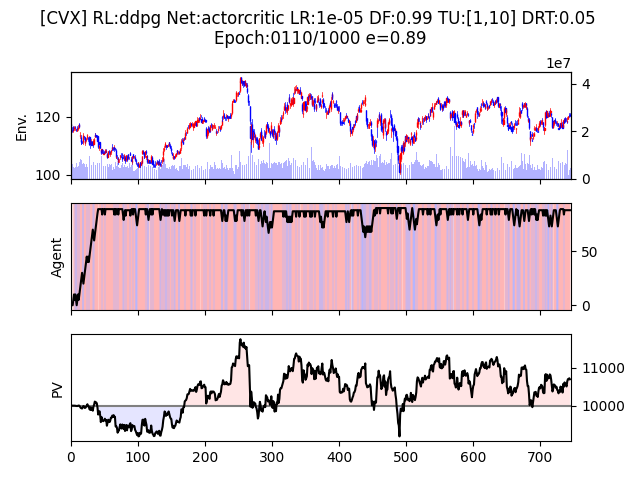 [CVX] RL:ddpg Net:actorcritic LR:1e-05 DF:0.99 TU:[1,10] DRT:0.05
Epoch:0110/1000 e=0.89
1e7
Env.
120
100
4
2
0
Agent
50
0
PV
11000
10000
0 100 200 300 400 500 600 700